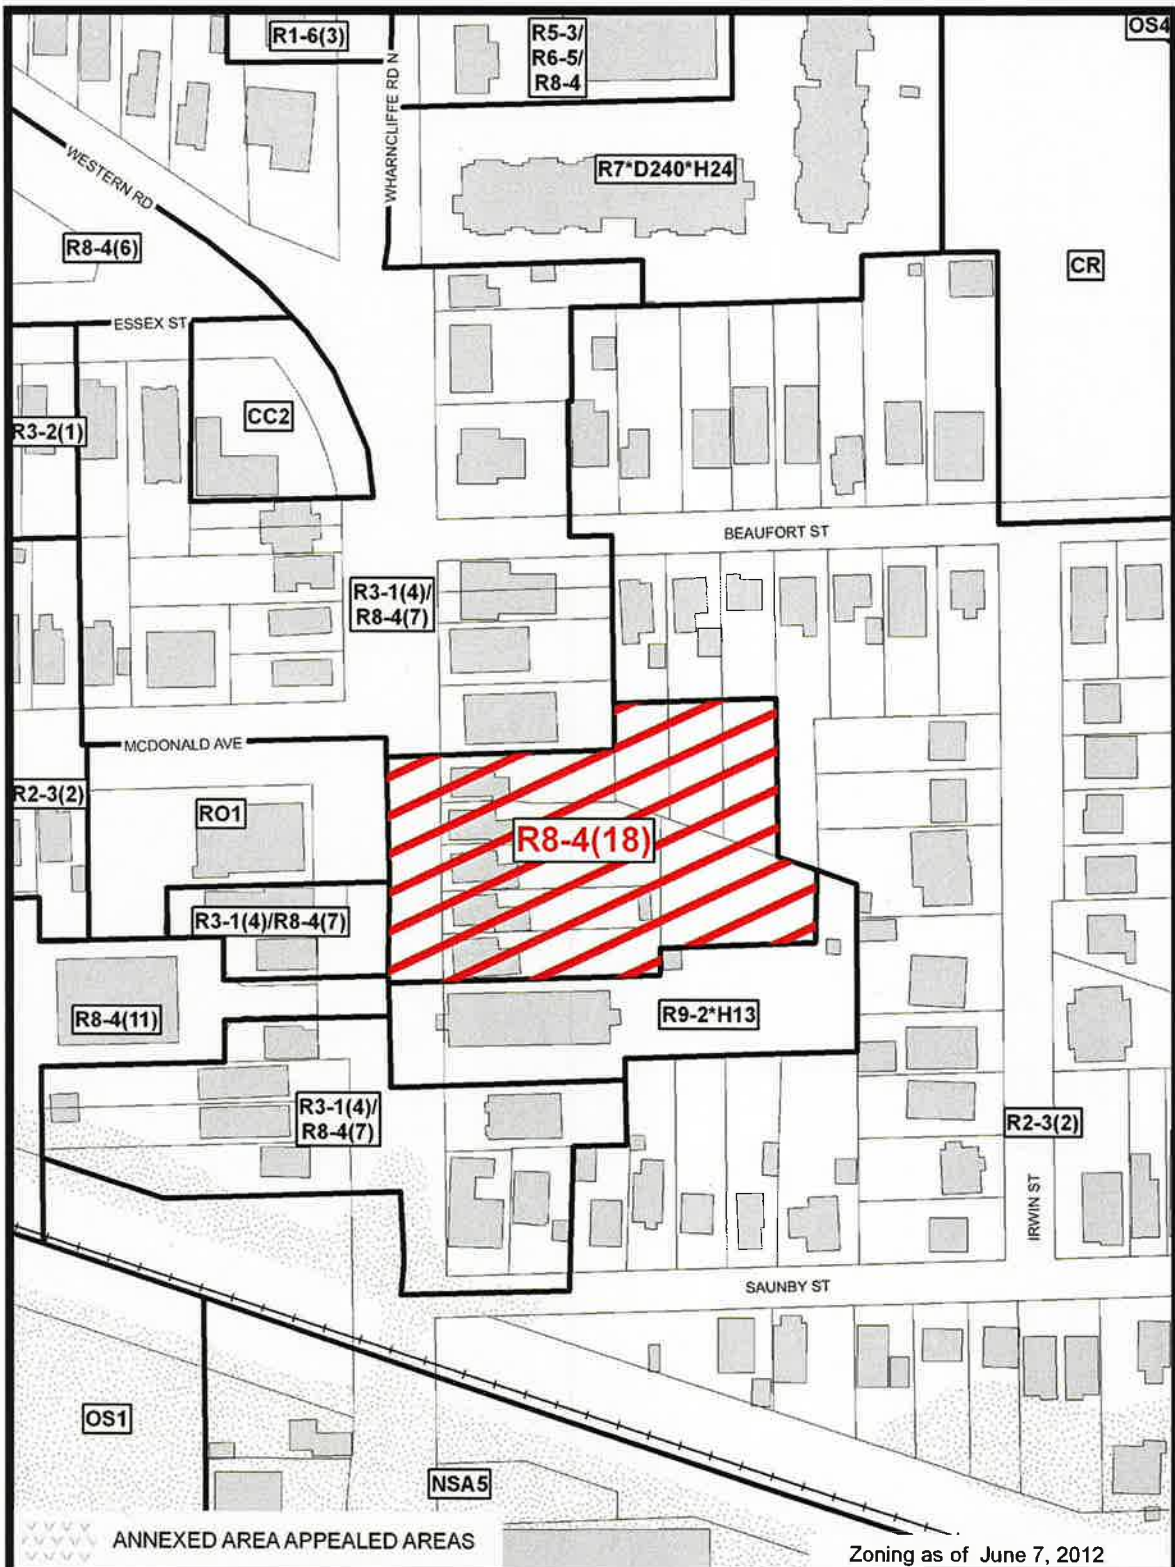 R1-6(3)
R5-3/
R6-5/
R8-4
OS4
WHARNCLIFFE RD N
WESTERN RD
R7*D240*H24
R8-4(6)
CR
ESSEX ST
CC2
R3-2(1)
BEAUFORT ST
R3-1(4)/
R8-4(7)
MCDONALD AVE
R2-3(2)
RO1
R8-4(18)
R3-1(4)/R8-4(7)
R8-4(11)
R9-2*H13
R3-1(4)/
R8-4(7)
R2-3(2)
IRWIN ST
SAUNBY ST
OS1
NSA5
ANNEXED AREA APPEALED AREAS
Zoning as of June 7, 2012